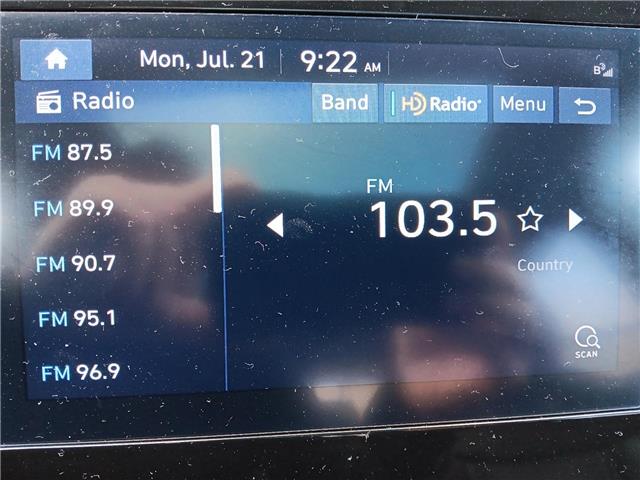 Mon, Jul. 21 9:22 AM B
Radio Band HD Radio Menu
FM 87.5
FM 89.9
FM 90.7
FM 95.1
FM 96.9
FM
103.5
Country
SCAN